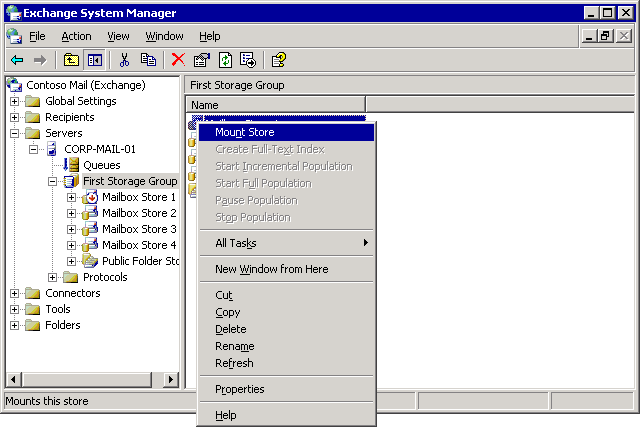 Exchange System Manager
File Action View Window Help
Contoso Mail (Exchange)
Global Settings
Recipients
Servers
CORP-MAIL-01
Queues
First Storage Group
Mailbox Store 1
Mailbox Store 2
Mailbox Store 3
Mailbox Store 4
Public Folder Sto
Protocols
Connectors
Tools
Folders
First Storage Group
Name
Mount Store
Create Full-Text Index
Start Incremental Population
Start Full Population
Pause Population
Stop Population
All Tasks
New Window from Here
Cut
Copy
Delete
Rename
Refresh
Properties
Help
Mounts this store